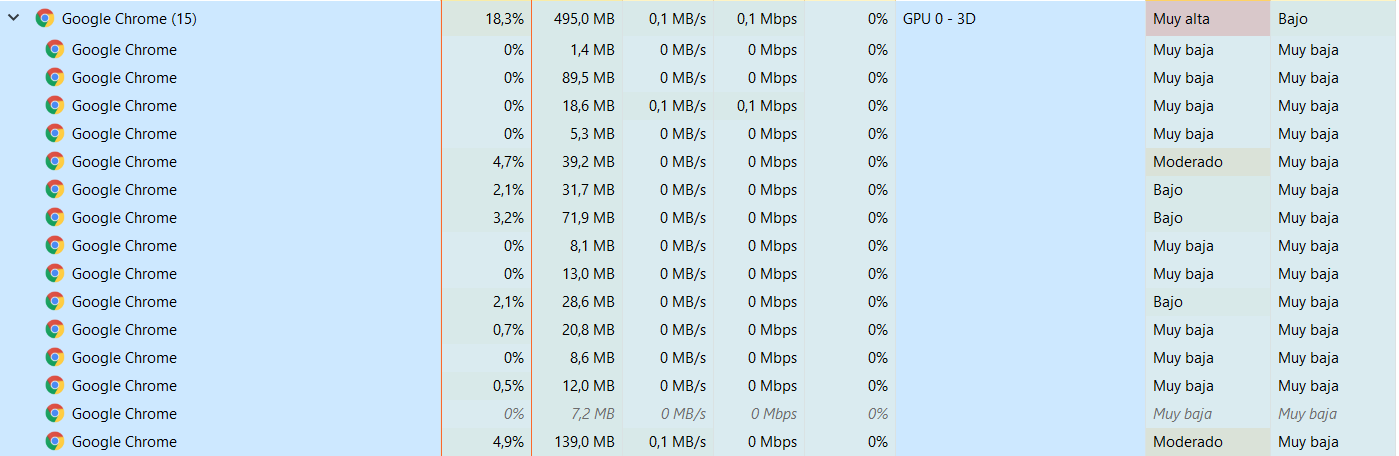 Google Chrome (15) 18,3% 495,0 MB 0,1 MB/s 0,1 Mbps 0% GPU 0 - 3D Muy alta Bajo
Google Chrome 0% 1,4 MB 0 MB/s 0 Mbps 0% Muy baja Muy baja
Google Chrome 0% 89,5 MB 0 MB/s 0 Mbps 0% Muy baja Muy baja
Google Chrome 0% 18,6 MB 0,1 MB/s 0,1 Mbps 0% Muy baja Muy baja
Google Chrome 0% 5,3 MB 0 MB/s 0 Mbps 0% Muy baja Muy baja
Google Chrome 4,7% 39,2 MB 0 MB/s 0 Mbps 0% Moderado Muy baja
Google Chrome 2,1% 31,7 MB 0 MB/s 0 Mbps 0% Bajo Muy baja
Google Chrome 3,2% 71,9 MB 0 MB/s 0 Mbps 0% Bajo Muy baja
Google Chrome 0% 8,1 MB 0 MB/s 0 Mbps 0% Muy baja Muy baja
Google Chrome 0% 13,0 MB 0 MB/s 0 Mbps 0% Muy baja Muy baja
Google Chrome 2,1% 28,6 MB 0 MB/s 0 Mbps 0% Bajo Muy baja
Google Chrome 0,7% 20,8 MB 0 MB/s 0 Mbps 0% Muy baja Muy baja
Google Chrome 0% 8,6 MB 0 MB/s 0 Mbps 0% Muy baja Muy baja
Google Chrome 0,5% 12,0 MB 0 MB/s 0 Mbps 0% Muy baja Muy baja
Google Chrome 0% 7,2 MB 0 MB/s 0 Mbps 0% Muy baja Muy baja
Google Chrome 4,9% 139,0 MB 0,1 MB/s 0 Mbps 0% Moderado Muy baja